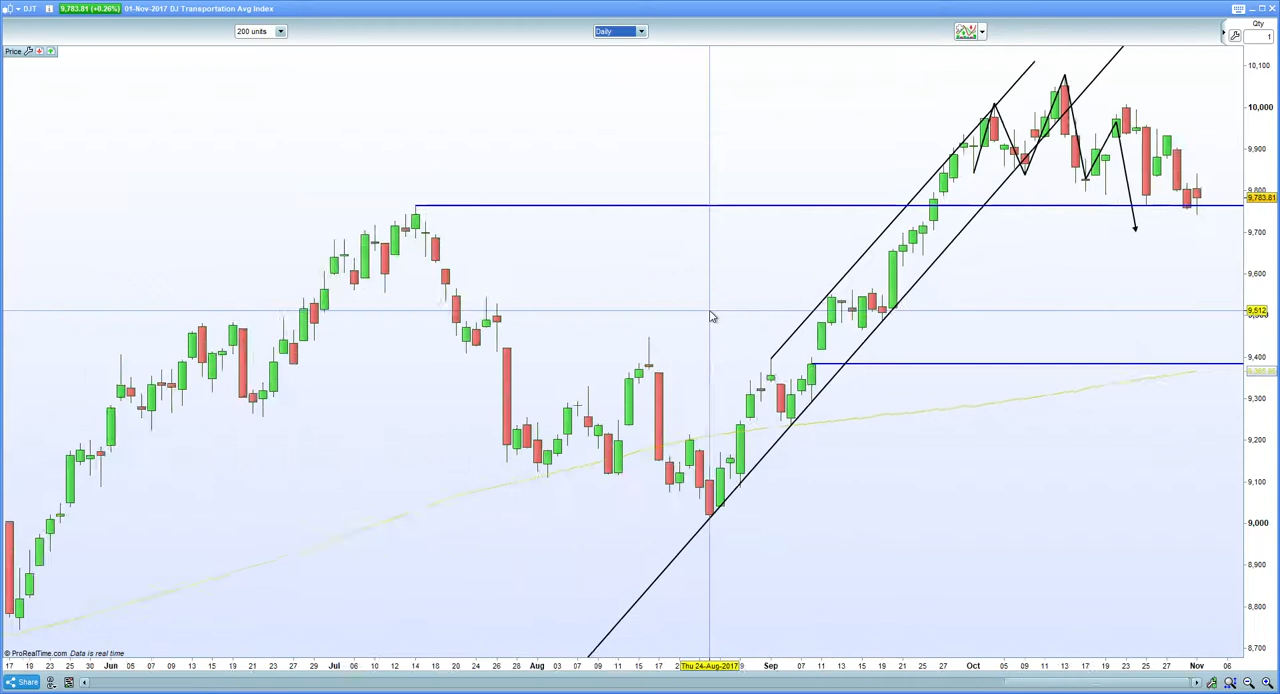 DJT 9,783.81 (+0.26%) 01-Nov-2017 DJ Transportation Avg Index
200 units Daily Qty
1
Price
10,100
10,000
9,900
9,800
9,783.81
9,700
9,600
9,512
9,400
9,300
9,200
9,100
9,000
8,900
8,800
8,700
© ProRealTime.com Data is real time
17 19 23 25 30 Jun 05 07 09 13 15 19 21 23 27 29 Jul 05 10 12 14 18 20 24 26 28 Aug 03 07 09 11 15 17 Thu 24-Aug-2017 29 Sep 07 11 13 15 19 21 25 27 Oct 05 09 11 13 17 19 23 25 27 Nov 06
Share